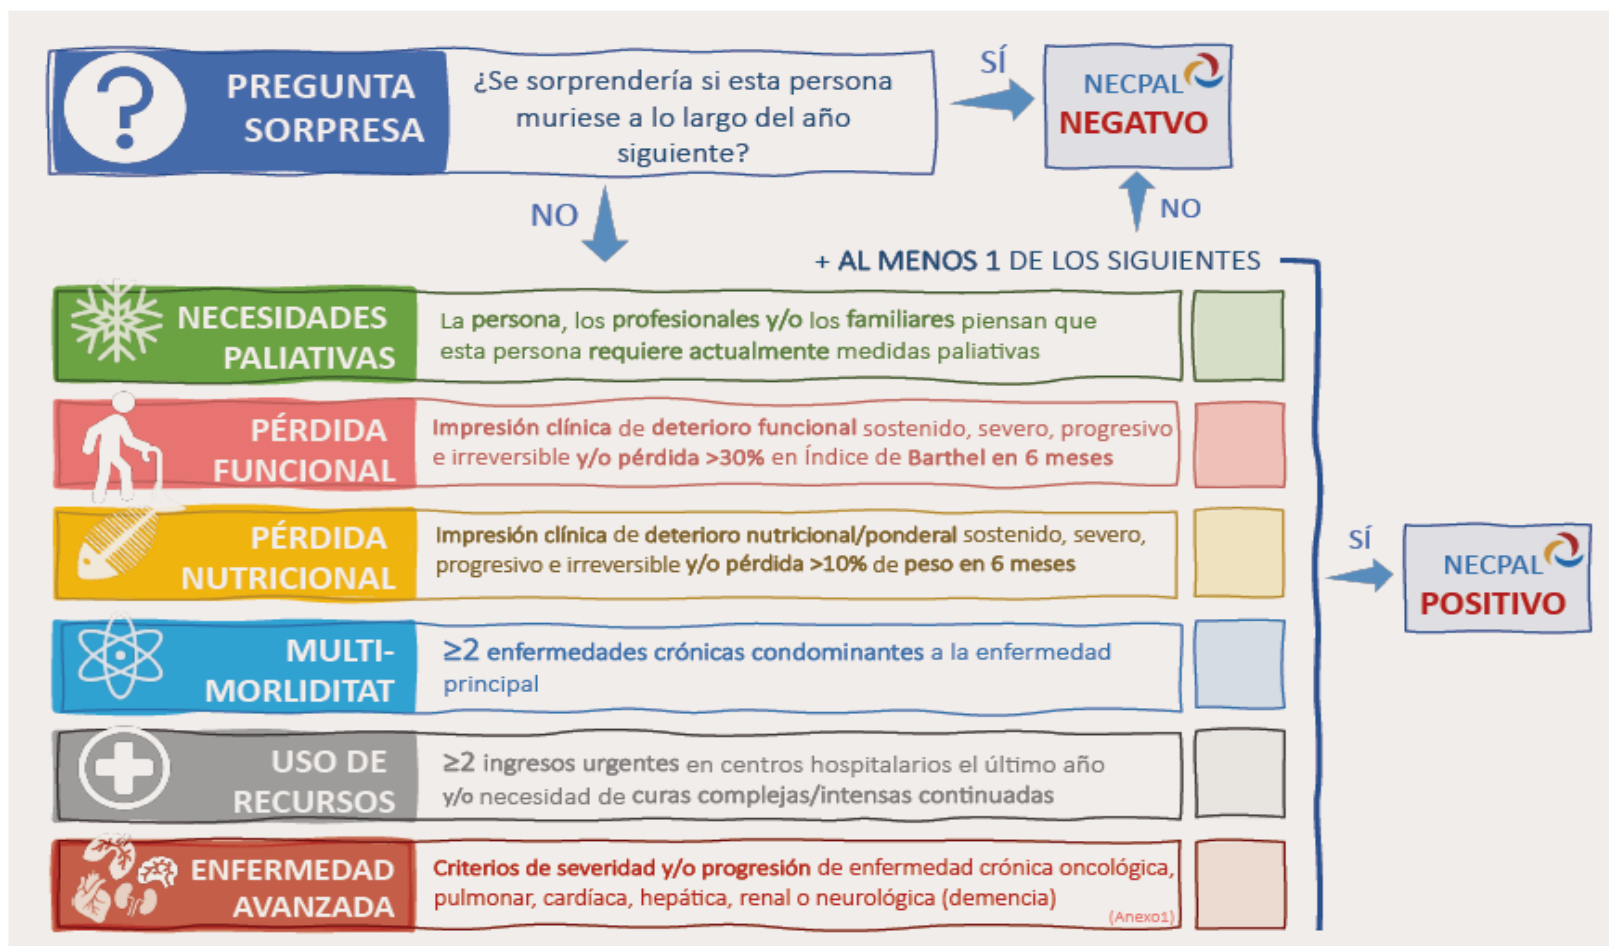 PREGUNTA
SORPRESA
¿Se sorprendería si esta persona
muriese a lo largo del año
siguiente?
SÍ
NECPAL
NEGATVO
NO
NO
+ AL MENOS 1 DE LOS SIGUIENTES
NECESIDADES
PALIATIVAS
La persona, los profesionales y/o los familiares piensan que
esta persona requiere actualmente medidas paliativas
PÉRDIDA
FUNCIONAL
Impresión clínica de deterioro funcional sostenido, severo, progresivo
e irreversible y/o pérdida >30% en Índice de Barthel en 6 meses
PÉRDIDA
NUTRICIONAL
Impresión clínica de deterioro nutricional/ponderal sostenido, severo,
progresivo e irreversible y/o pérdida >10% de peso en 6 meses
SÍ
NECPAL
POSITIVO
MULTI-
MORLIDITAT
≥2 enfermedades crónicas condominantes a la enfermedad
principal
USO DE
RECURSOS
≥2 ingresos urgentes en centros hospitalarios el último año
y/o necesidad de curas complejas/intensas continuadas
ENFERMEDAD
AVANZADA
Criterios de severidad y/o progresión de enfermedad crónica oncológica,
pulmonar, cardíaca, hepática, renal o neurológica (demencia)
(Anexo1)